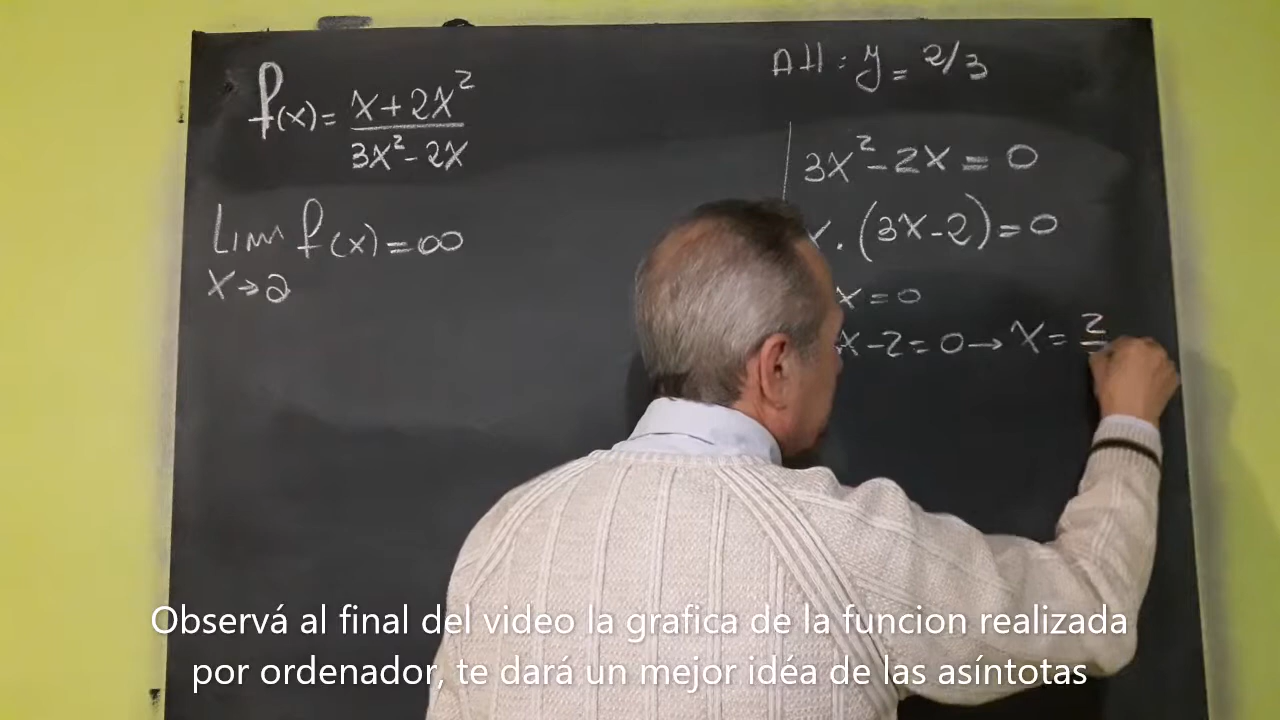 f(x) = x+2x²
3x²-2x
Lim f(x) = ∞
x→2
AH: y = 2/3
3x²-2x = 0
x.(3x-2) = 0
x = 0
x-2 = 0 → x = 2
Observá al final del video la grafica de la funcion realizada
por ordenador, te dará un mejor idéa de las asíntotas